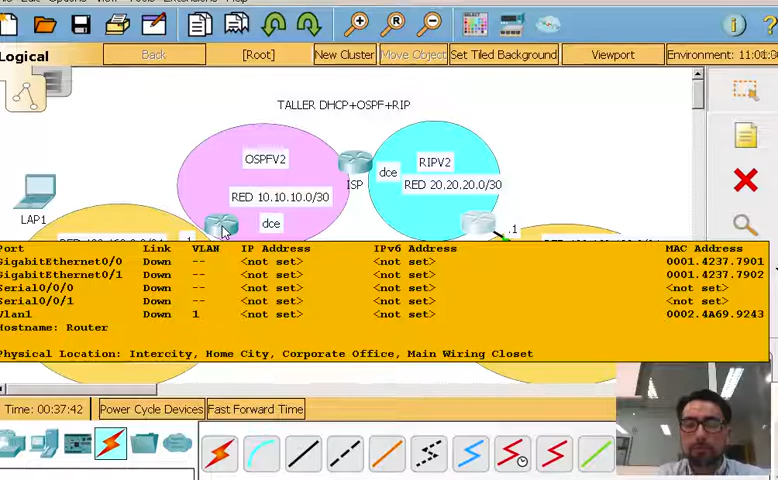 Logical
Back
[Root]
New Cluster
Move Object
Set Tiled Background
Viewport
TALLER DHCP+OSPF+RIP
OSPFV2
RED 10.10.10.0/30
dce
ISP
dce
RIPV2
RED 20.20.20.0/30
LAP1
.1
Port Link VLAN IP Address IPv6 Address MAC Address
GigabitEthernet0/0 Down -- <not set> <not set> 0001.4237.7901
GigabitEthernet0/1 Down -- <not set> <not set> 0001.4237.7902
Serial0/0/0 Down -- <not set> <not set> <not set>
Serial0/0/1 Down -- <not set> <not set> <not set>
Vlan1 Down 1 <not set> <not set> 0002.4A69.9243
Hostname: Router
Physical Location: Intercity, Home City, Corporate Office, Main Wiring Closet
Time: 00:37:42
Power Cycle Devices
Fast Forward Time